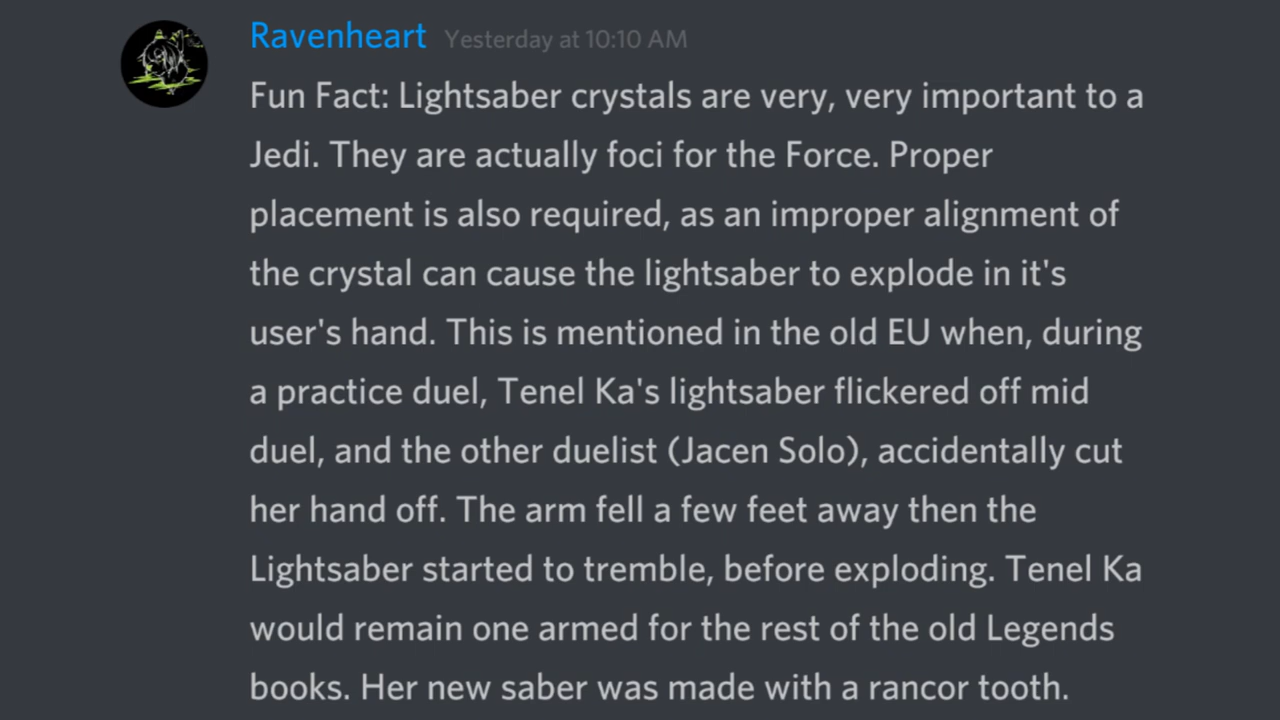 Ravenheart Yesterday at 10:10 AM
Fun Fact: Lightsaber crystals are very, very important to a
Jedi. They are actually foci for the Force. Proper
placement is also required, as an improper alignment of
the crystal can cause the lightsaber to explode in it's
user's hand. This is mentioned in the old EU when, during
a practice duel, Tenel Ka's lightsaber flickered off mid
duel, and the other duelist (Jacen Solo), accidentally cut
her hand off. The arm fell a few feet away then the
Lightsaber started to tremble, before exploding. Tenel Ka
would remain one armed for the rest of the old Legends
books. Her new saber was made with a rancor tooth.